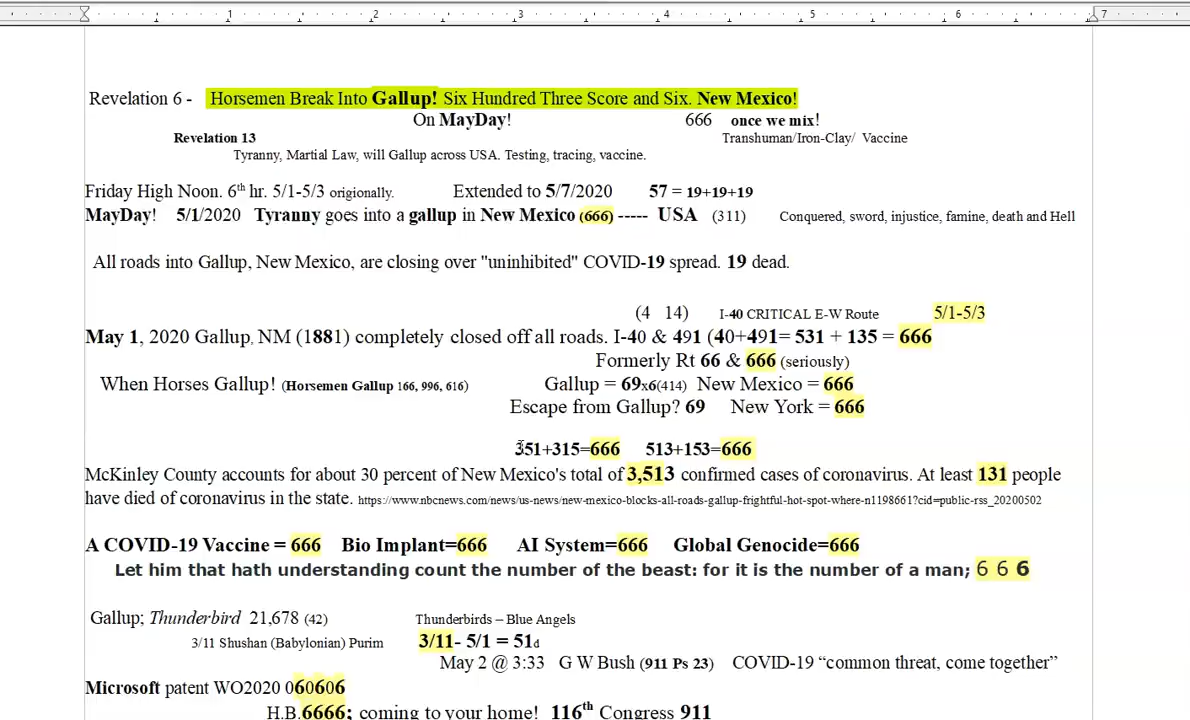 1 2 3 4 5 6 7
Revelation 6 - Horsemen Break Into Gallup! Six Hundred Three Score and Six. New Mexico!
On MayDay! 666 once we mix!
Revelation 13 Transhuman/Iron-Clay/ Vaccine
Tyranny, Martial Law, will Gallup across USA. Testing, tracing, vaccine.
Friday High Noon. 6th hr. 5/1-5/3 origionally. Extended to 5/7/2020 57 = 19+19+19
MayDay! 5/1/2020 Tyranny goes into a gallup in New Mexico (666) ----- USA (311) Conquered, sword, injustice, famine, death and Hell
All roads into Gallup, New Mexico, are closing over "uninhibited" COVID-19 spread. 19 dead.
(4 14) I-40 CRITICAL E-W Route 5/1-5/3
May 1, 2020 Gallup, NM (1881) completely closed off all roads. I-40 & 491 (40+491= 531 + 135 = 666
Formerly Rt 66 & 666 (seriously)
When Horses Gallup! (Horsemen Gallup 166, 996, 616) Gallup = 69x6(414) New Mexico = 666
Escape from Gallup? 69 New York = 666
351+315=666 513+153=666
McKinley County accounts for about 30 percent of New Mexico's total of 3,513 confirmed cases of coronavirus. At least 131 people
have died of coronavirus in the state. https://www.nbcnews.com/news/us-news/new-mexico-blocks-all-roads-gallup-frightful-hot-spot-where-n1198661?cid=public-rss_20200502
A COVID-19 Vaccine = 666 Bio Implant=666 AI System=666 Global Genocide=666
Let him that hath understanding count the number of the beast: for it is the number of a man; 6 6 6
Gallup; Thunderbird 21,678 (42) Thunderbirds – Blue Angels
3/11 Shushan (Babylonian) Purim 3/11- 5/1 = 51d
May 2 @ 3:33 G W Bush (911 Ps 23) COVID-19 “common threat, come together”
Microsoft patent WO2020 060606
H.B.6666; coming to your home! 116th Congress 911